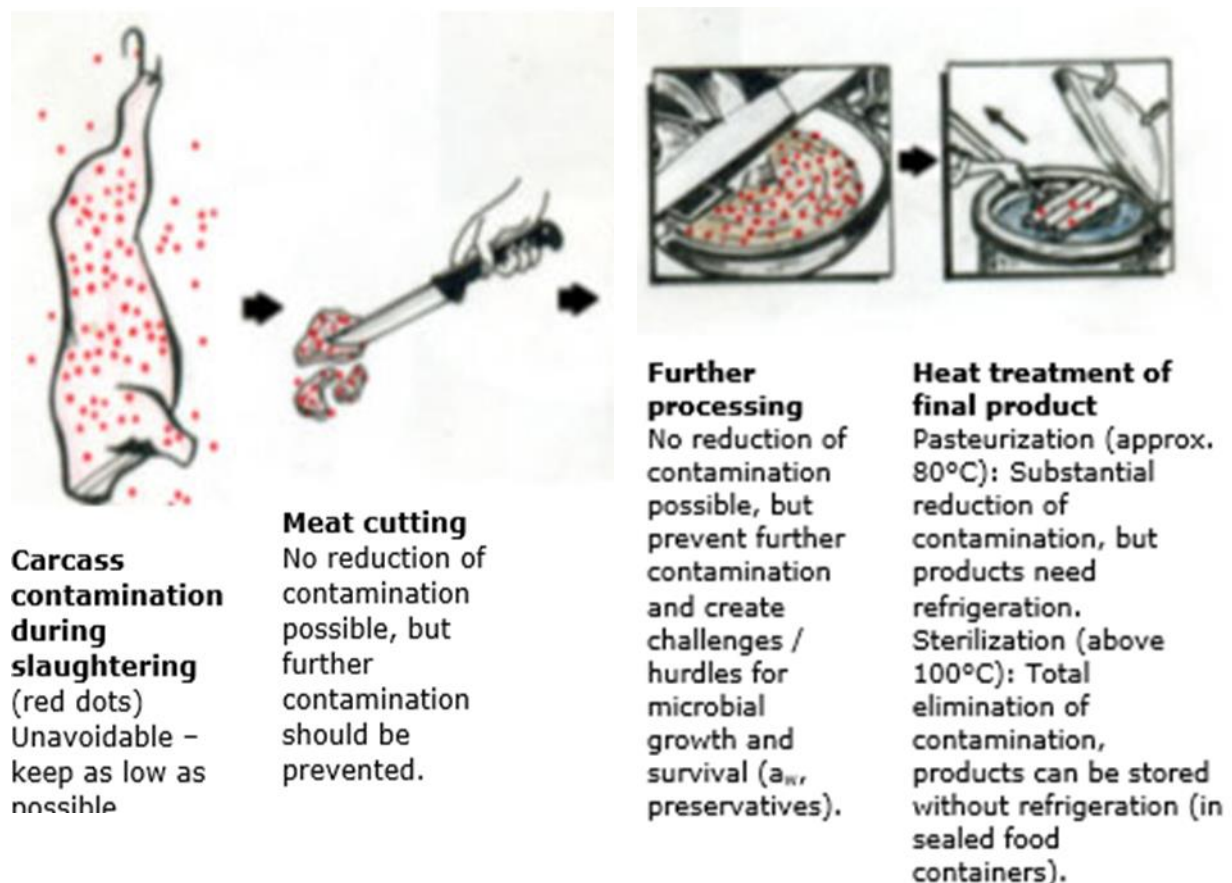 Carcass
contamination
during
slaughtering
(red dots)
Unavoidable –
keep as low as
possible
Meat cutting
No reduction of
contamination
possible, but
further
contamination
should be
prevented.
Further
processing
No reduction of
contamination
possible, but
prevent further
contamination
and create
challenges /
hurdles for
microbial
growth and
survival (aw,
preservatives).
Heat treatment of
final product
Pasteurization (approx.
80°C): Substantial
reduction of
contamination, but
products need
refrigeration.
Sterilization (above
100°C): Total
elimination of
contamination,
products can be stored
without refrigeration (in
sealed food
containers).